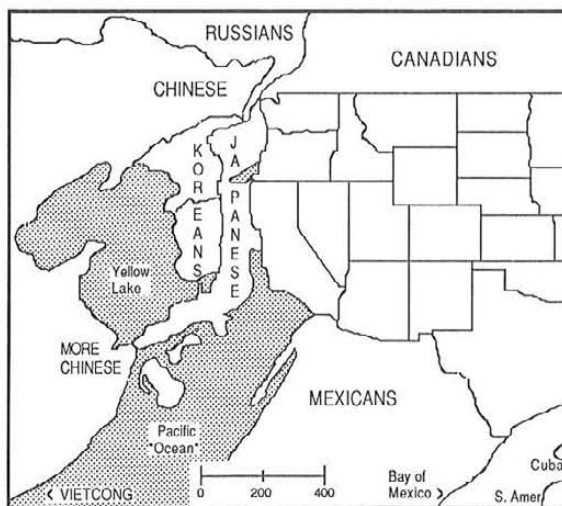 RUSSIANS
CANADIANS
CHINESE
KOREANS
JAPANESE
Yellow
Lake
MORE
CHINESE
MEXICANS
Pacific
"Ocean"
0 200 400
Bay of
Mexico >
Cuba
< VIETCONG
S. Amer.